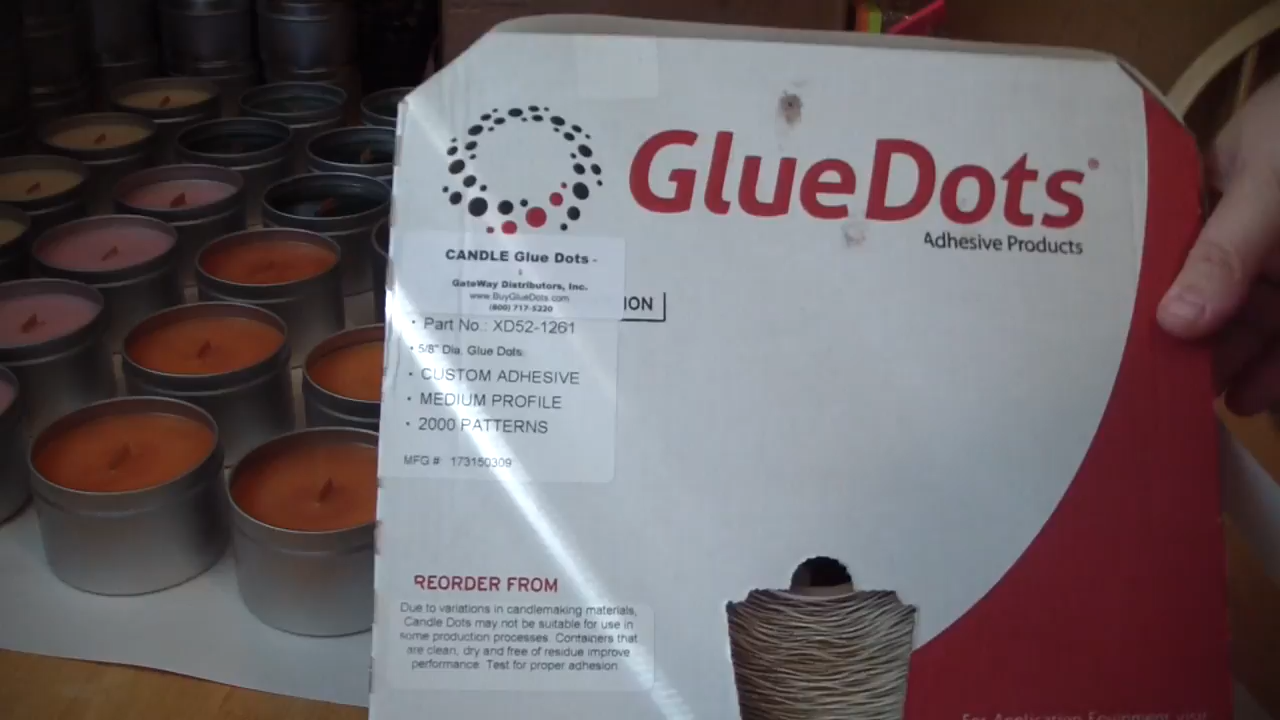 GlueDots®
Adhesive Products
CANDLE Glue Dots -
GateWay Distributors, Inc.
www.BuyGlueDots.com
(800) 717-5220
ION
• Part No.: XD52-1261
• 5/8" Dia. Glue Dots
• CUSTOM ADHESIVE
• MEDIUM PROFILE
• 2000 PATTERNS
MFG # 173150309
REORDER FROM
Due to variations in candlemaking materials,
Candle Dots may not be suitable for use in
some production processes. Containers that
are clean, dry and free of residue improve
performance. Test for proper adhesion.
For Application Equipment